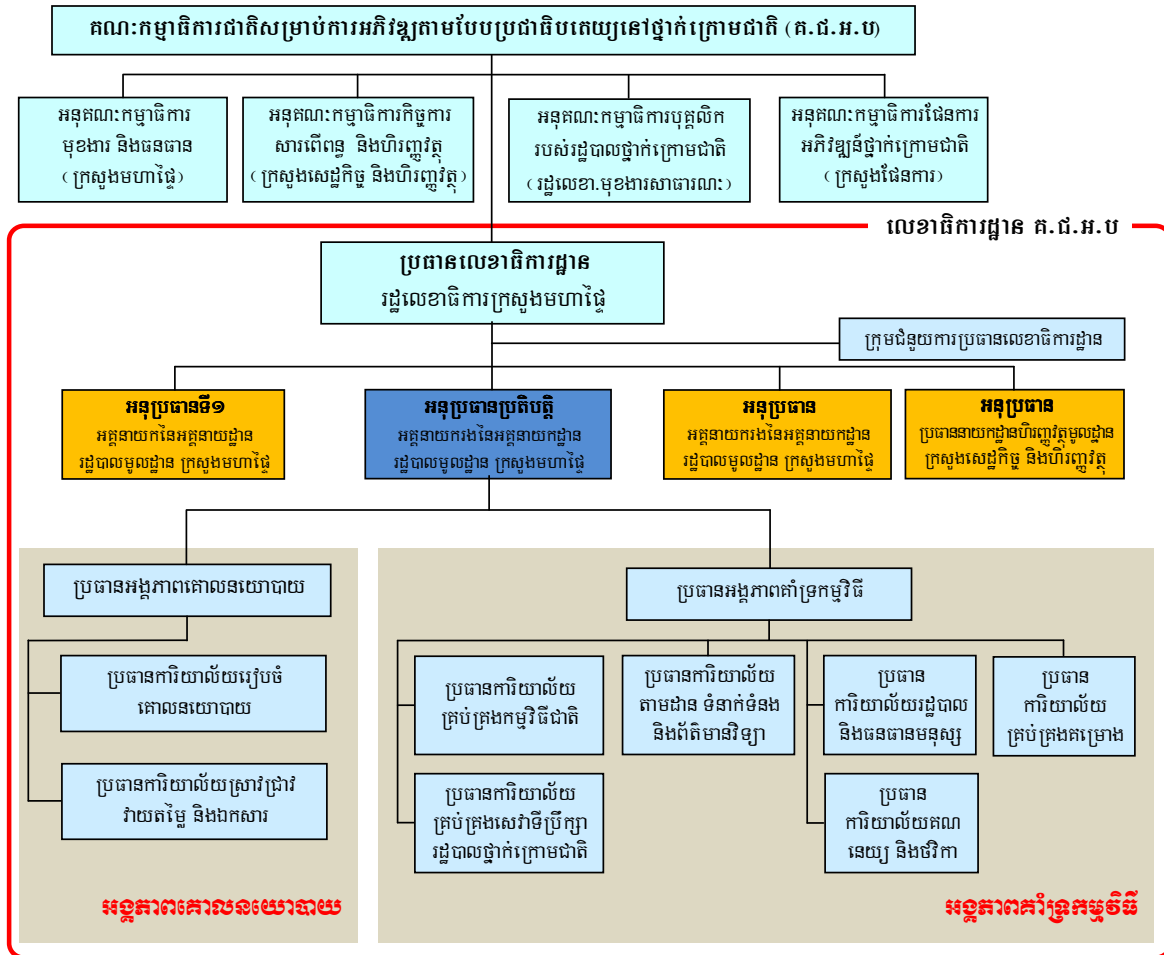 គណៈកម្មាធិការជាតិសម្រាប់ការអភិវឌ្ឍតាមបែបប្រជាធិបតេយ្យនៅថ្នាក់ក្រោមជាតិ (គ.ជ.អ.ប)
អនុគណៈកម្មាធិការ
មុខងារ និងធនធាន
(ក្រសួងមហាផ្ទៃ)
អនុគណៈកម្មាធិការកិច្ចការ
សារពើពន្ធ និងហិរញ្ញវត្ថុ
(ក្រសួងសេដ្ឋកិច្ច និងហិរញ្ញវត្ថុ)
អនុគណៈកម្មាធិការបុគ្គលិក
របស់រដ្ឋបាលថ្នាក់ក្រោមជាតិ
(រដ្ឋលេខា.មុខងារសាធារណៈ)
អនុគណៈកម្មាធិការផែនការ
អភិវឌ្ឍន៍ថ្នាក់ក្រោមជាតិ
(ក្រសួងផែនការ)
លេខាធិការដ្ឋាន គ.ជ.អ.ប
ប្រធានលេខាធិការដ្ឋាន
រដ្ឋលេខាធិការក្រសួងមហាផ្ទៃ
ក្រុមជំនួយការប្រធានលេខាធិការដ្ឋាន
អនុប្រធានទី១
អគ្គនាយកនៃអគ្គនាយដ្ឋាន
រដ្ឋបាលមូលដ្ឋាន ក្រសួងមហាផ្ទៃ
អនុប្រធានប្រតិបត្តិ
អគ្គនាយករងនៃអគ្គនាយកដ្ឋាន
រដ្ឋបាលមូលដ្ឋាន ក្រសួងមហាផ្ទៃ
អនុប្រធាន
អគ្គនាយករងនៃអគ្គនាយកដ្ឋាន
រដ្ឋបាលមូលដ្ឋាន ក្រសួងមហាផ្ទៃ
អនុប្រធាន
ប្រធាននាយកដ្ឋានហិរញ្ញវត្ថុមូលដ្ឋាន
ក្រសួងសេដ្ឋកិច្ច និងហិរញ្ញវត្ថុ
ប្រធានអង្គភាពគោលនយោបាយ
ប្រធានការិយាល័យរៀបចំ
គោលនយោបាយ
ប្រធានការិយាល័យស្រាវជ្រាវ
វាយតម្លៃ និងឯកសារ
អង្គភាពគោលនយោបាយ
ប្រធានអង្គភាពគាំទ្រកម្មវិធី
ប្រធានការិយាល័យ
គ្រប់គ្រងកម្មវិធីជាតិ
ប្រធានការិយាល័យ
តាមដាន ទំនាក់ទំនង
និងព័ត៌មានវិទ្យា
ប្រធាន
ការិយាល័យរដ្ឋបាល
និងធនធានមនុស្ស
ប្រធាន
ការិយាល័យ
គ្រប់គ្រងគម្រោង
ប្រធានការិយាល័យ
គ្រប់គ្រងសេវាទីប្រឹក្សា
រដ្ឋបាលថ្នាក់ក្រោមជាតិ
ប្រធាន
ការិយាល័យគណ
នេយ្យ និងថវិកា
អង្គភាពគាំទ្រកម្មវិធី